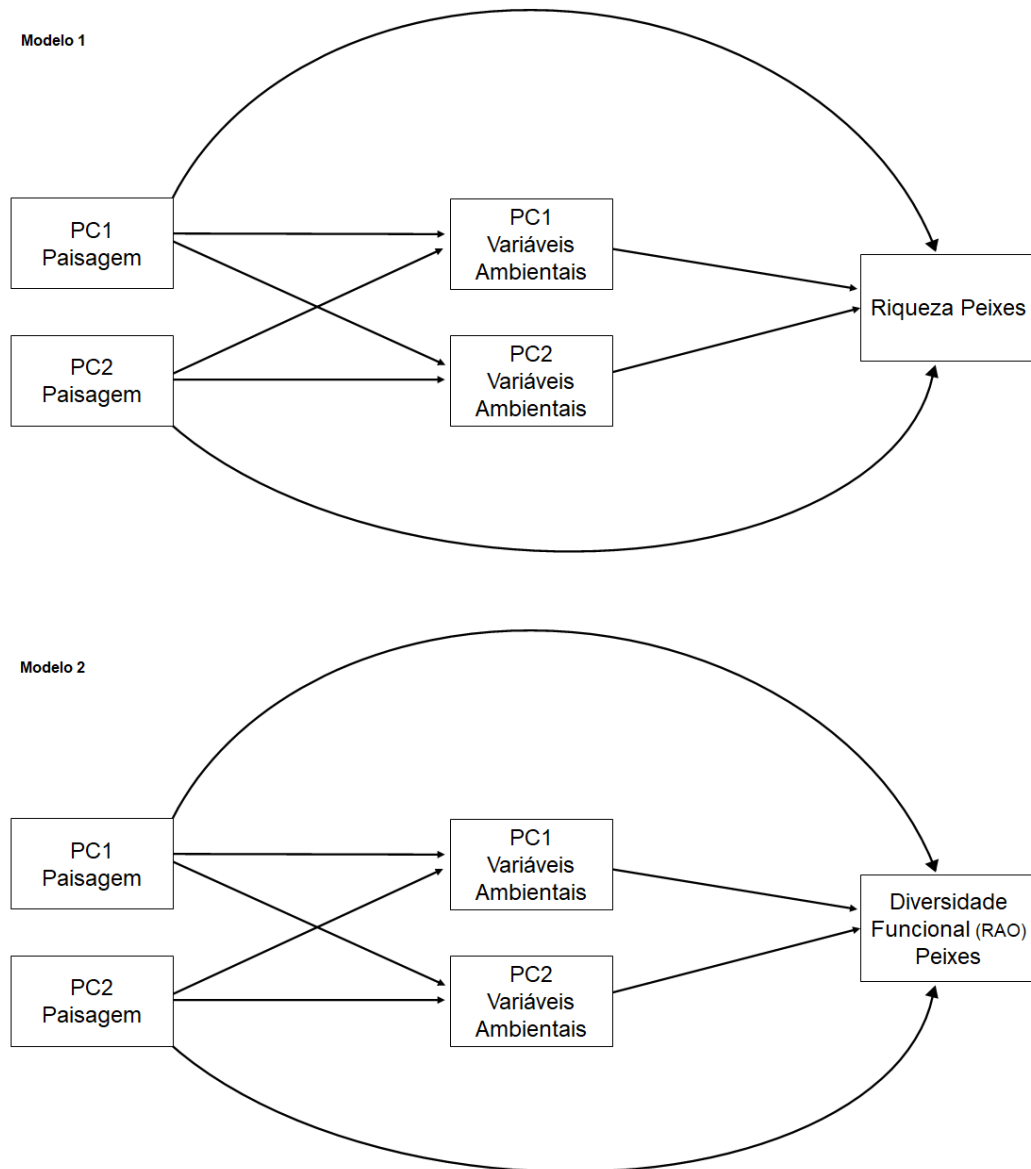 Modelo 1
PC1
Paisagem
PC1
Variáveis
Ambientais
Riqueza Peixes
PC2
Paisagem
PC2
Variáveis
Ambientais
Modelo 2
PC1
Paisagem
PC1
Variáveis
Ambientais
Diversidade
Funcional (RAO)
Peixes
PC2
Paisagem
PC2
Variáveis
Ambientais